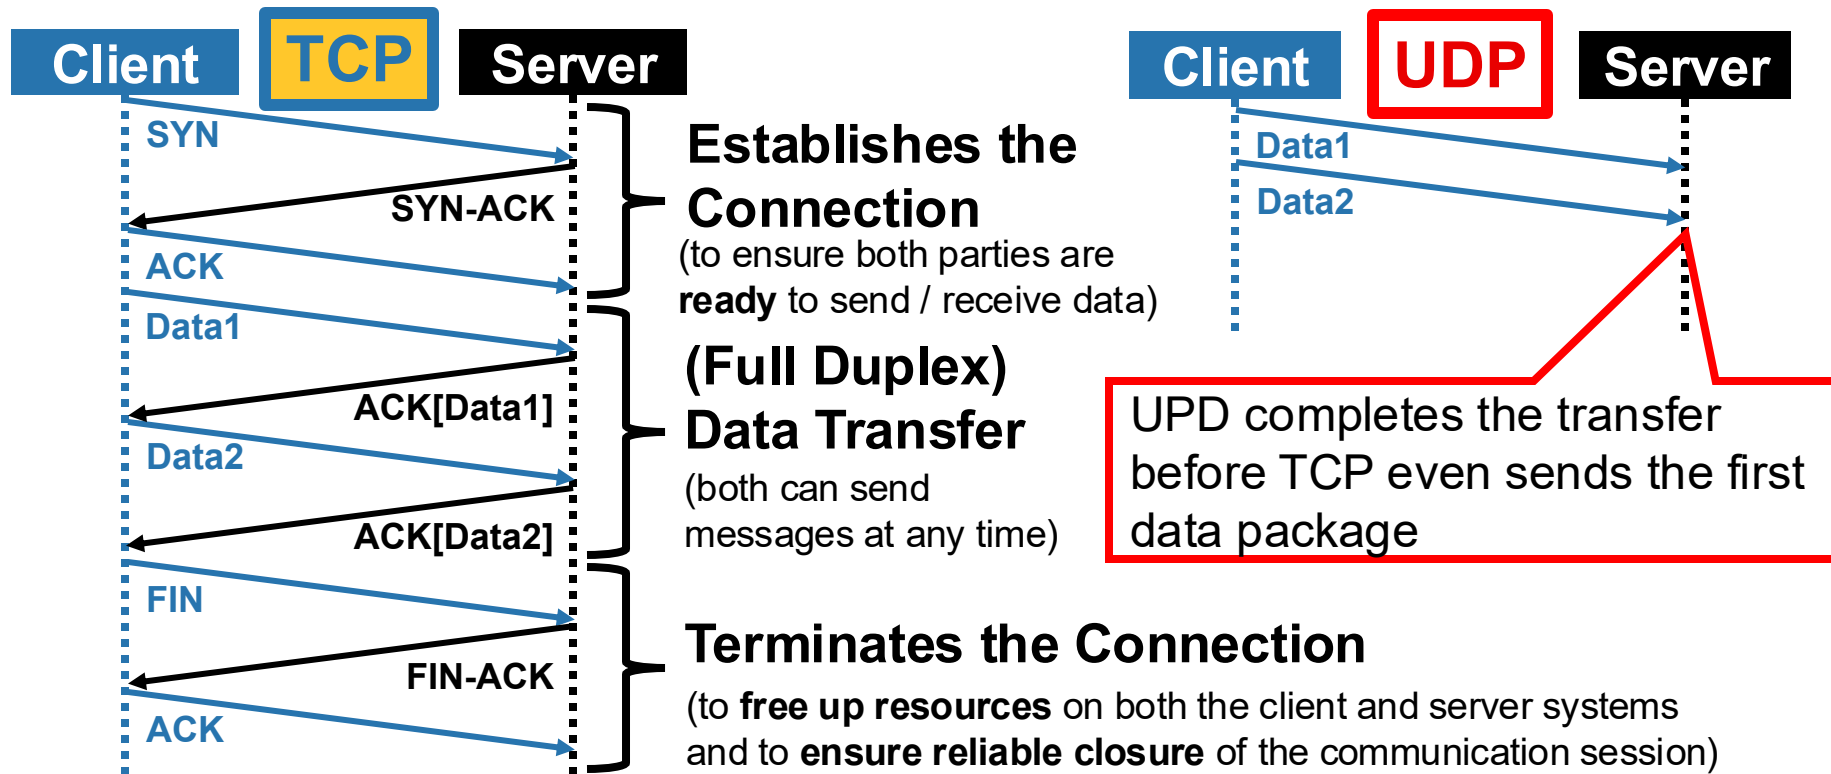 Client TCP Server
SYN
SYN-ACK
ACK
Data1
ACK[Data1]
Data2
ACK[Data2]
FIN
FIN-ACK
ACK
Establishes the
Connection
(to ensure both parties are
ready to send / receive data)
(Full Duplex)
Data Transfer
(both can send
messages at any time)
Terminates the Connection
(to free up resources on both the client and server systems
and to ensure reliable closure of the communication session)
Client UDP Server
Data1
Data2
UPD completes the transfer
before TCP even sends the first
data package